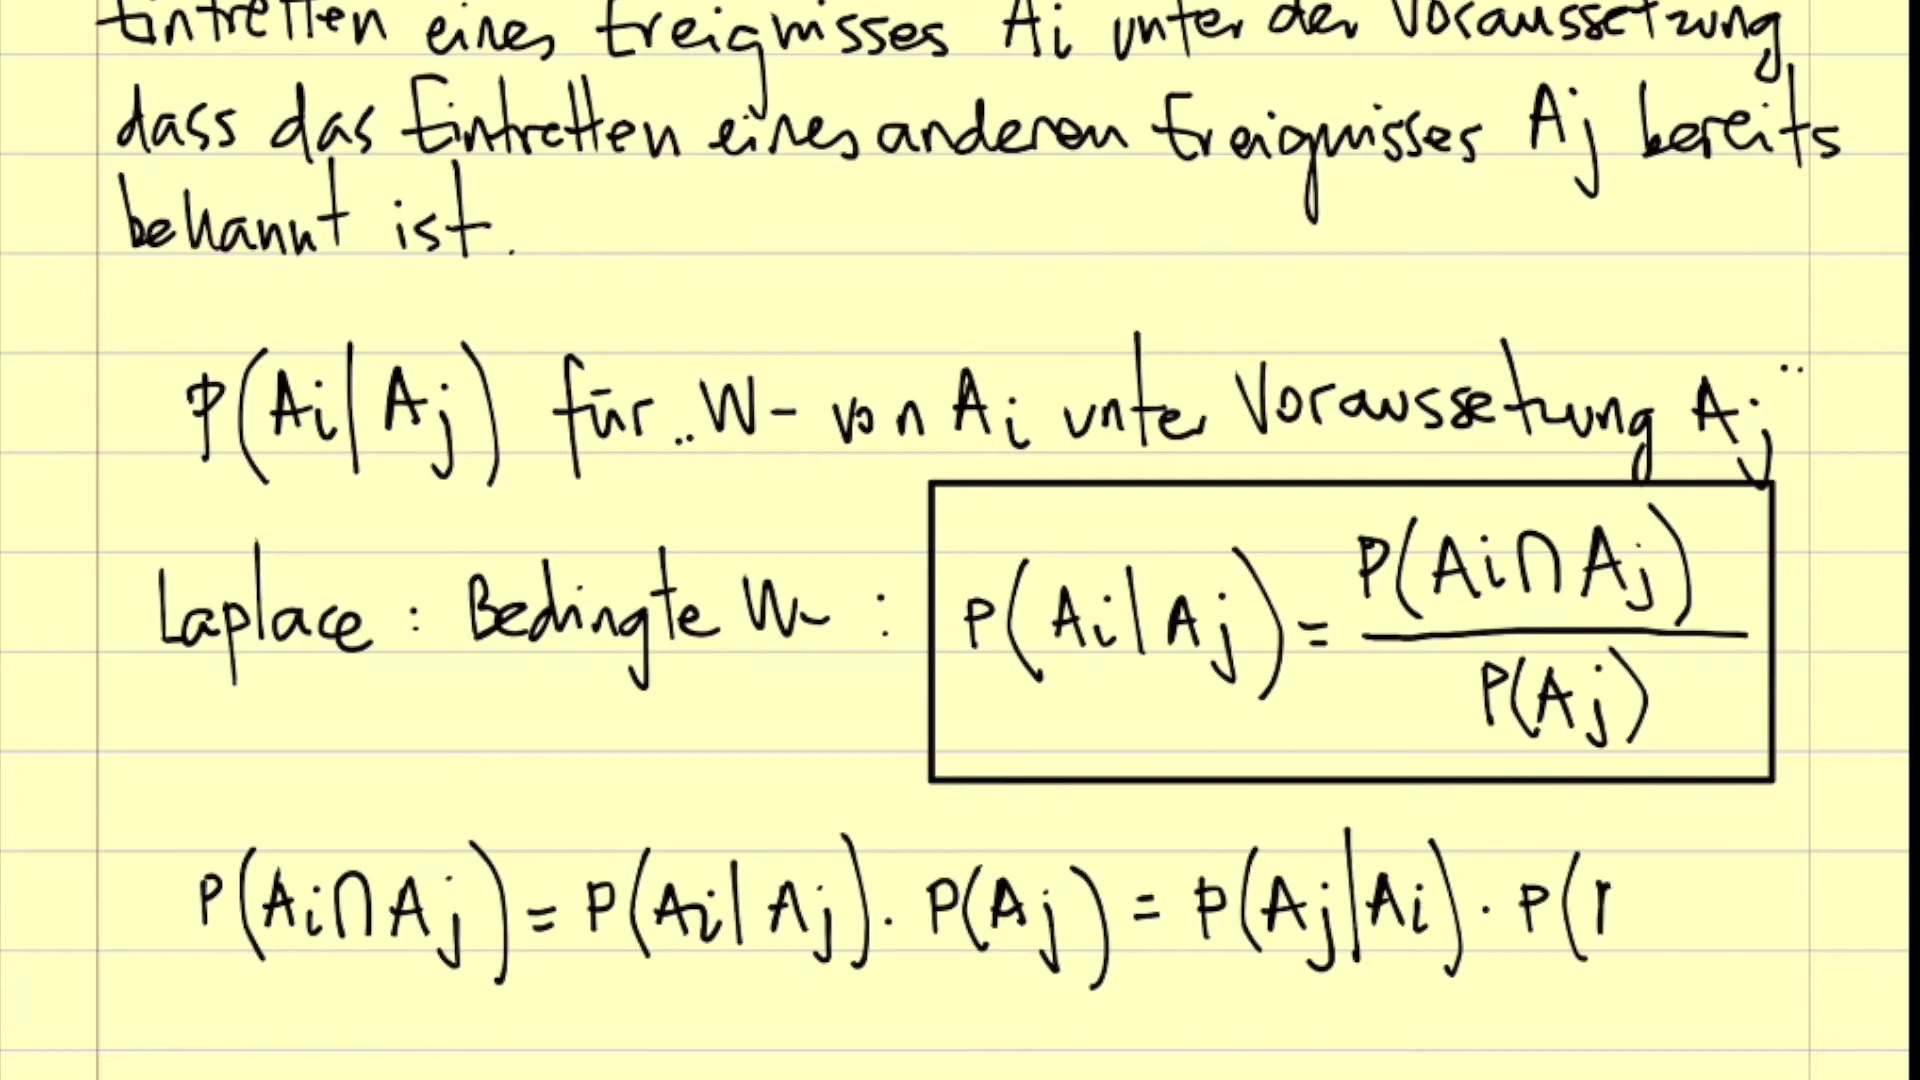 Eintretten eines Ereignisses Ai unter der Voraussetzung
dass das Eintretten eines anderen Ereignisses Aj bereits
bekannt ist.
P(Ai|Aj) für „W- von Ai unter Voraussetzung Aj"
Laplace : Bedingte W- : P(Ai|Aj) = P(Ai∩Aj) / P(Aj)
P(Ai∩Aj) = P(Ai|Aj) · P(Aj) = P(Aj|Ai) · P(